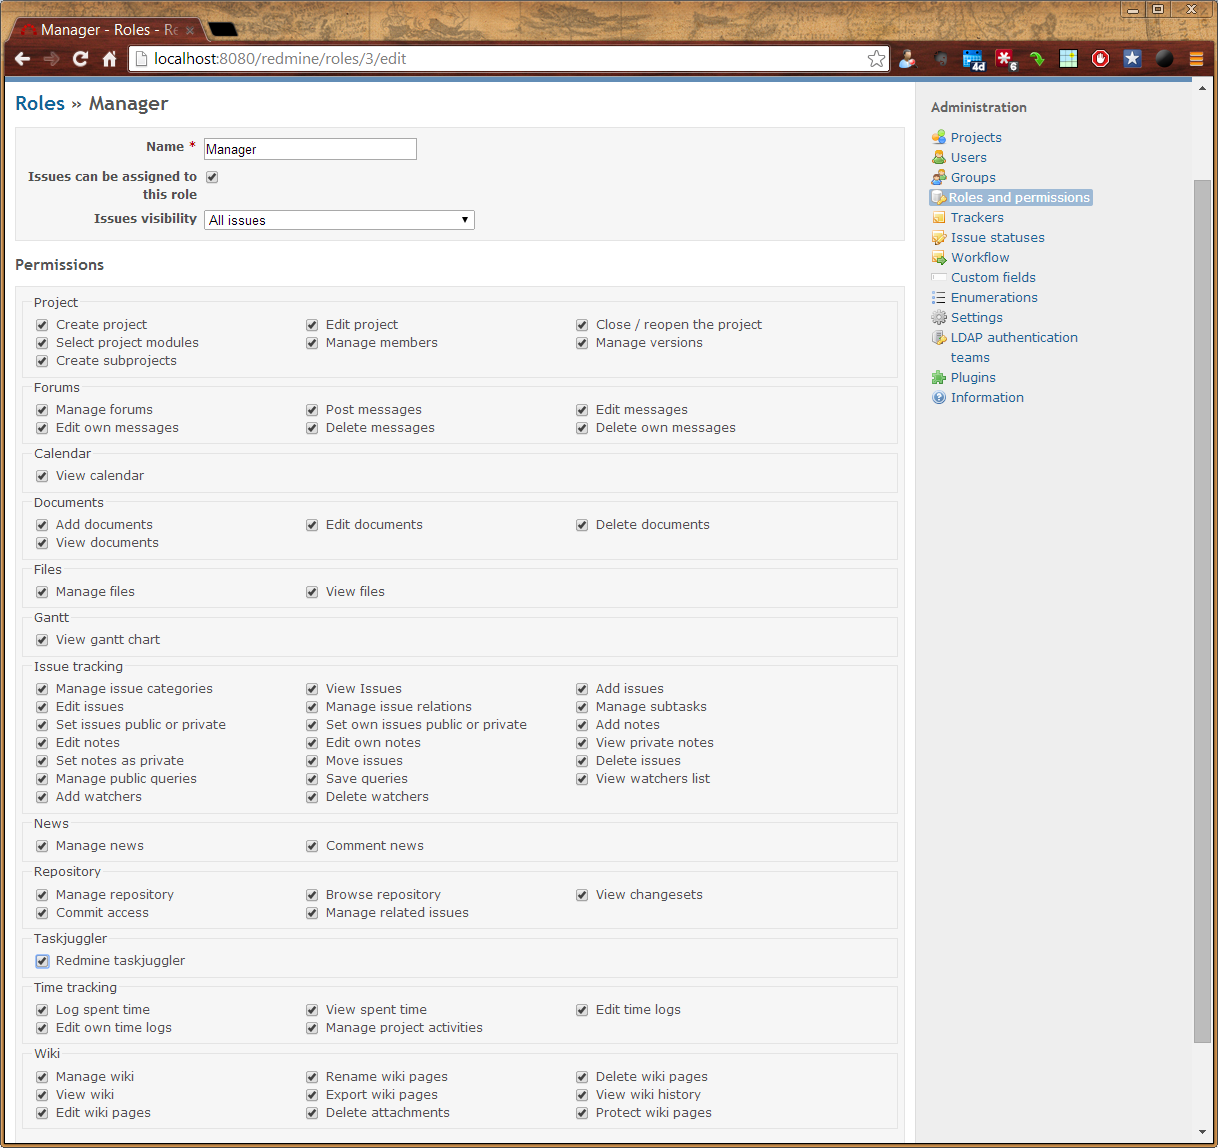 Manager - Roles - Re
localhost:8080/redmine/roles/3/edit
4d
6
Roles » Manager
Name *
Manager
Issues can be assigned to
this role
Issues visibility
All issues
Permissions
Project
Create project
Edit project
Close / reopen the project
Select project modules
Manage members
Manage versions
Create subprojects
Forums
Manage forums
Post messages
Edit messages
Edit own messages
Delete messages
Delete own messages
Calendar
View calendar
Documents
Add documents
Edit documents
Delete documents
View documents
Files
Manage files
View files
Gantt
View gantt chart
Issue tracking
Manage issue categories
View Issues
Add issues
Edit issues
Manage issue relations
Manage subtasks
Set issues public or private
Set own issues public or private
Add notes
Edit notes
Edit own notes
View private notes
Set notes as private
Move issues
Delete issues
Manage public queries
Save queries
View watchers list
Add watchers
Delete watchers
News
Manage news
Comment news
Repository
Manage repository
Browse repository
View changesets
Commit access
Manage related issues
Taskjuggler
Redmine taskjuggler
Time tracking
Log spent time
View spent time
Edit time logs
Edit own time logs
Manage project activities
Wiki
Manage wiki
Rename wiki pages
Delete wiki pages
View wiki
Export wiki pages
View wiki history
Edit wiki pages
Delete attachments
Protect wiki pages
Administration
Projects
Users
Groups
Roles and permissions
Trackers
Issue statuses
Workflow
Custom fields
Enumerations
Settings
LDAP authentication
teams
Plugins
Information